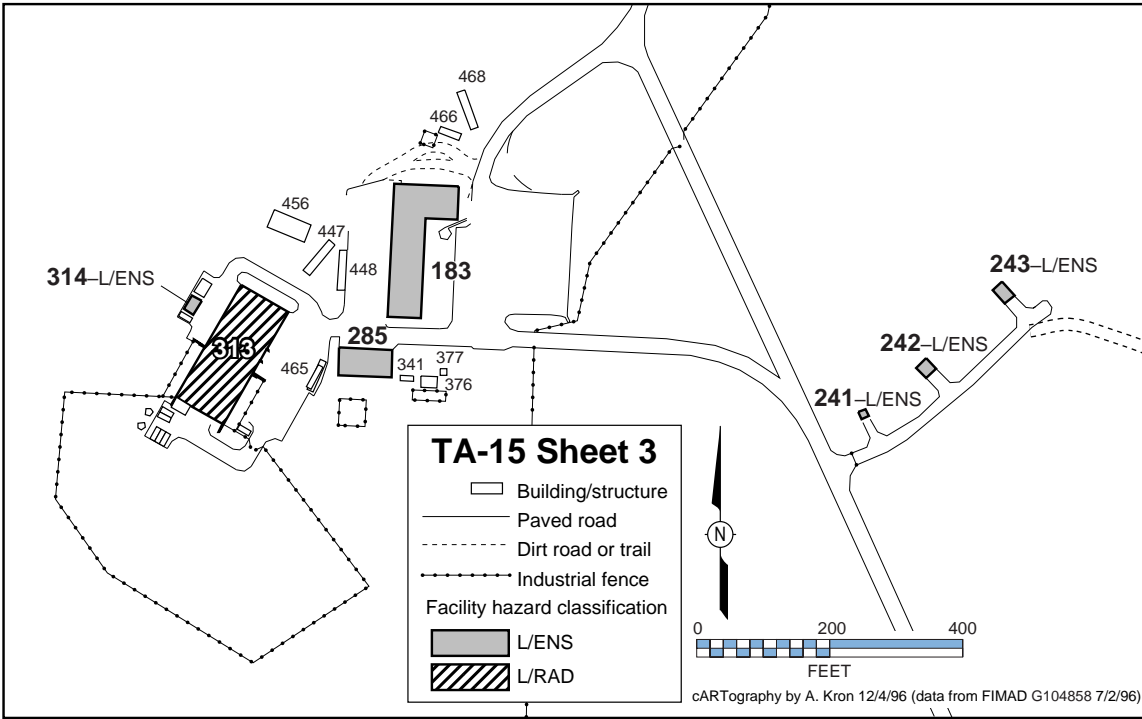 468
466
456
447
448
183
314–L/ENS
313
285
465
341
377
376
243–L/ENS
242–L/ENS
241–L/ENS
TA-15 Sheet 3
Building/structure
Paved road
Dirt road or trail
Industrial fence
Facility hazard classification
L/ENS
L/RAD
N
0 200 400
FEET
cARTography by A. Kron 12/4/96 (data from FIMAD G104858 7/2/96)